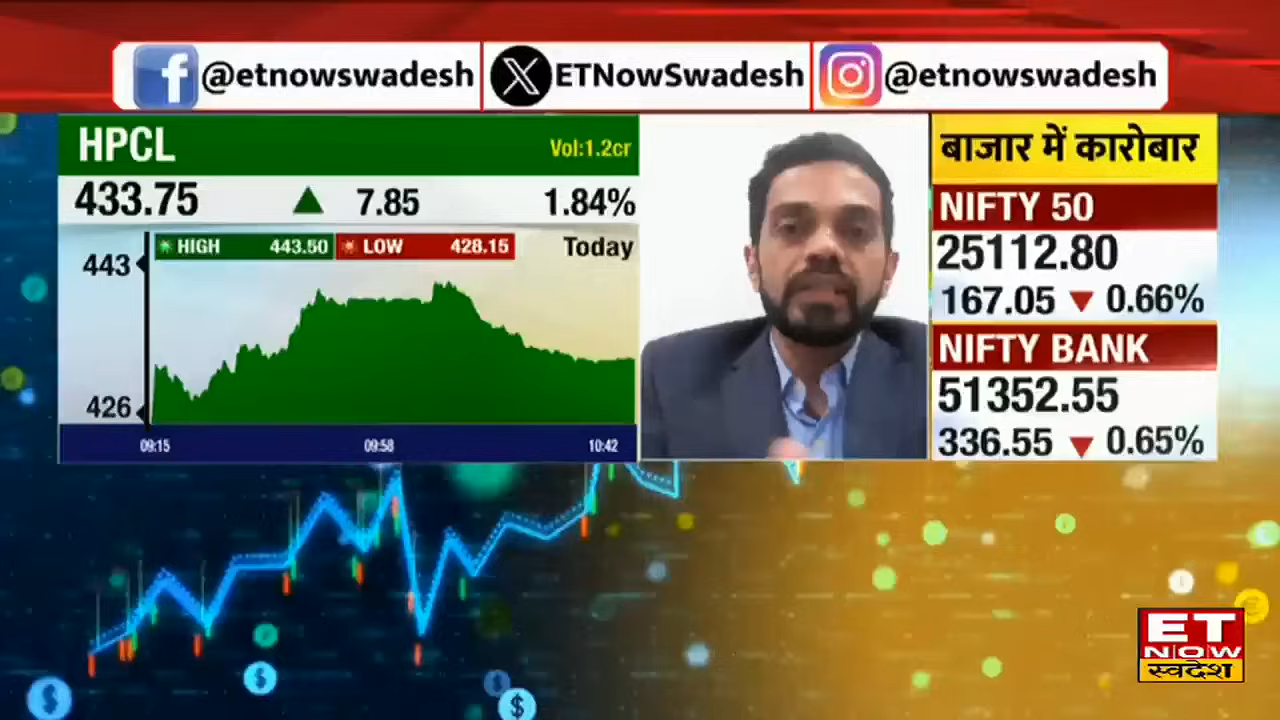 @etnowswadesh ETNowSwadesh @etnowswadesh
HPCL Vol:1.2cr
433.75 ▲ 7.85 1.84%
HIGH 443.50 LOW 428.15 Today
443
426
09:15 09:58 10:42
बाजार में कारोबार
NIFTY 50
25112.80
167.05 ▼ 0.66%
NIFTY BANK
51352.55
336.55 ▼ 0.65%
ET
NOW
स्वदेश